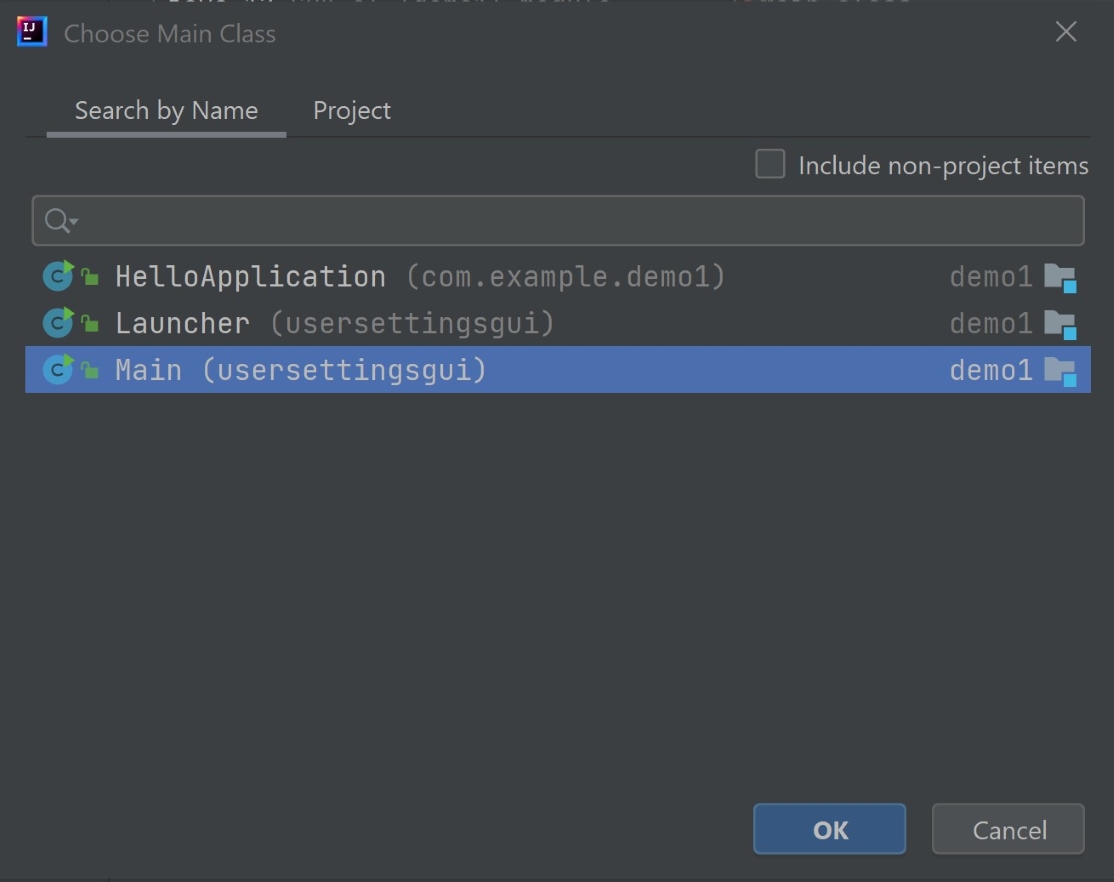 Choose Main Class
Search by Name Project
Include non-project items
HelloApplication (com.example.demo1) demo1
Launcher (usersettingsgui) demo1
Main (usersettingsgui) demo1
OK Cancel